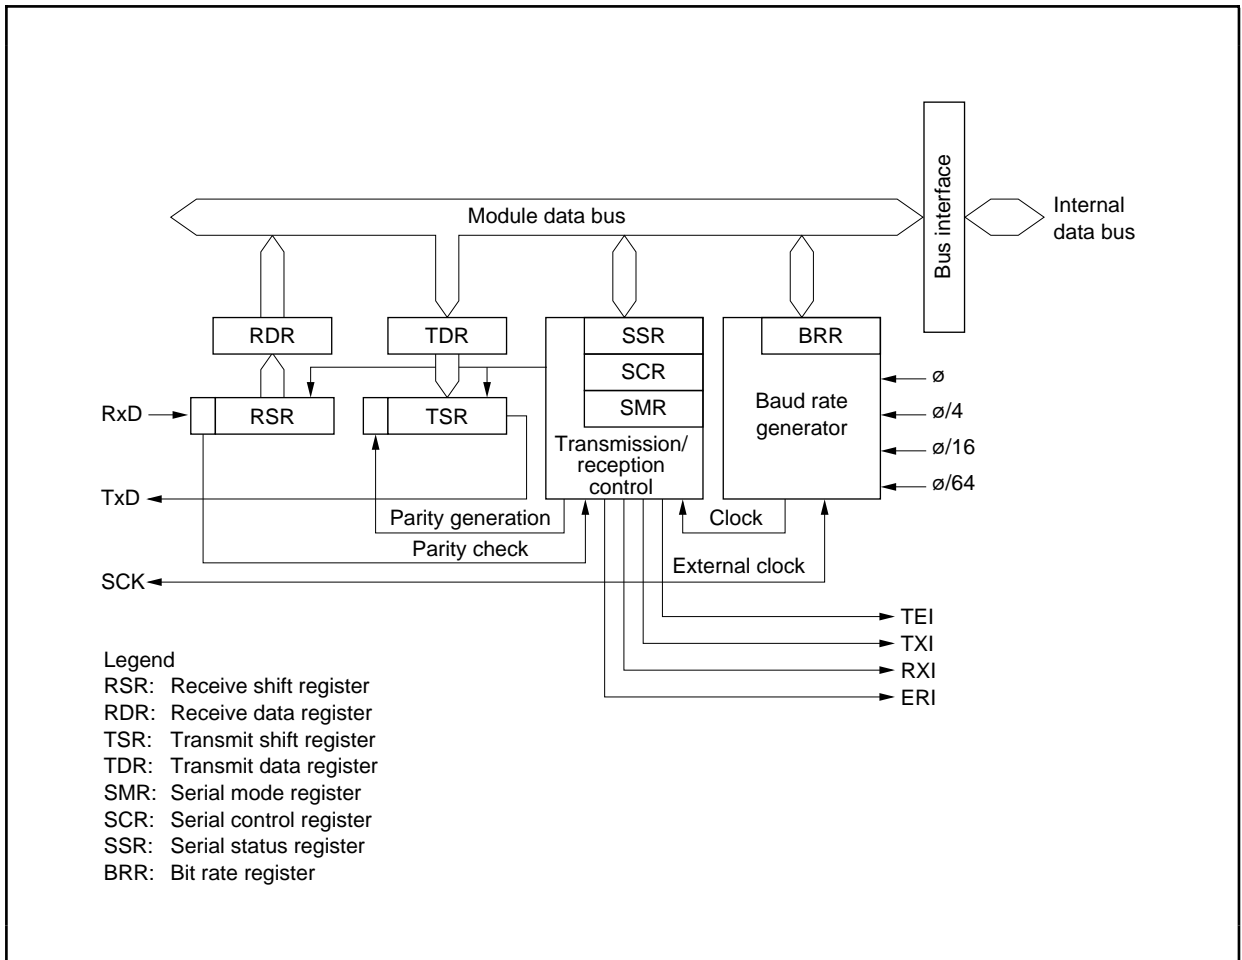 Bus interface
Internal
data bus
Module data bus
RDR
TDR
SSR
SCR
SMR
Transmission/
reception
control
BRR
Baud rate
generator
ø
ø/4
ø/16
ø/64
RxD
RSR
TSR
TxD
Parity generation
Clock
Parity check
External clock
SCK
TEI
TXI
RXI
ERI
Legend
RSR: Receive shift register
RDR: Receive data register
TSR: Transmit shift register
TDR: Transmit data register
SMR: Serial mode register
SCR: Serial control register
SSR: Serial status register
BRR: Bit rate register